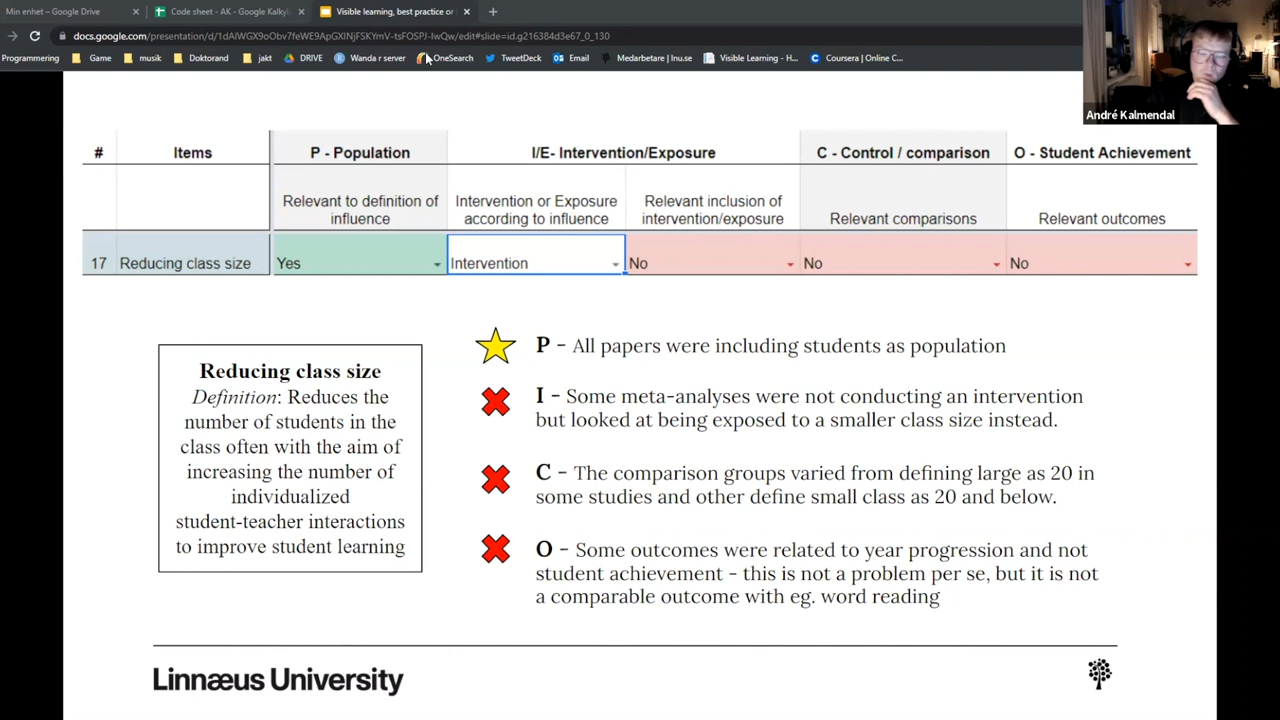 Min enhet – Google Drive
Code sheet - AK - Google Kalkyl
Visible learning, best practice or
docs.google.com/presentation/d/1dAIWGX9oObv7feWE9ApGXlNjFSKYmV-tsFOSPJ-IwQw/edit#slide=id.g216384d3e67_0_130
Programmering Game musik Doktorand jakt DRIVE Wanda r server OneSearch TweetDeck Email Medarbetare | lnu.se Visible Learning - H... Coursera | Online C...
André Kalmendal
# Items P - Population I/E- Intervention/Exposure C - Control / comparison O - Student Achievement
Relevant to definition of influence
Intervention or Exposure according to influence
Relevant inclusion of intervention/exposure
Relevant comparisons
Relevant outcomes
17 Reducing class size Yes Intervention No No No
Reducing class size
Definition: Reduces the
number of students in the
class often with the aim of
increasing the number of
individualized
student-teacher interactions
to improve student learning
P - All papers were including students as population
I - Some meta-analyses were not conducting an intervention
but looked at being exposed to a smaller class size instead.
C - The comparison groups varied from defining large as 20 in
some studies and other define small class as 20 and below.
O - Some outcomes were related to year progression and not
student achievement - this is not a problem per se, but it is not
a comparable outcome with eg. word reading
Linnæus University